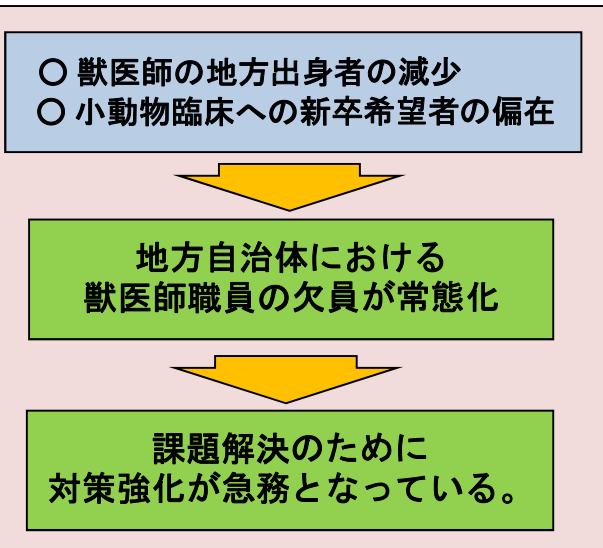 〇 獣医師の地方出身者の減少
〇 小動物臨床への新卒希望者の偏在
地方自治体における
獣医師職員の欠員が常態化
課題解決のために
対策強化が急務となっている。